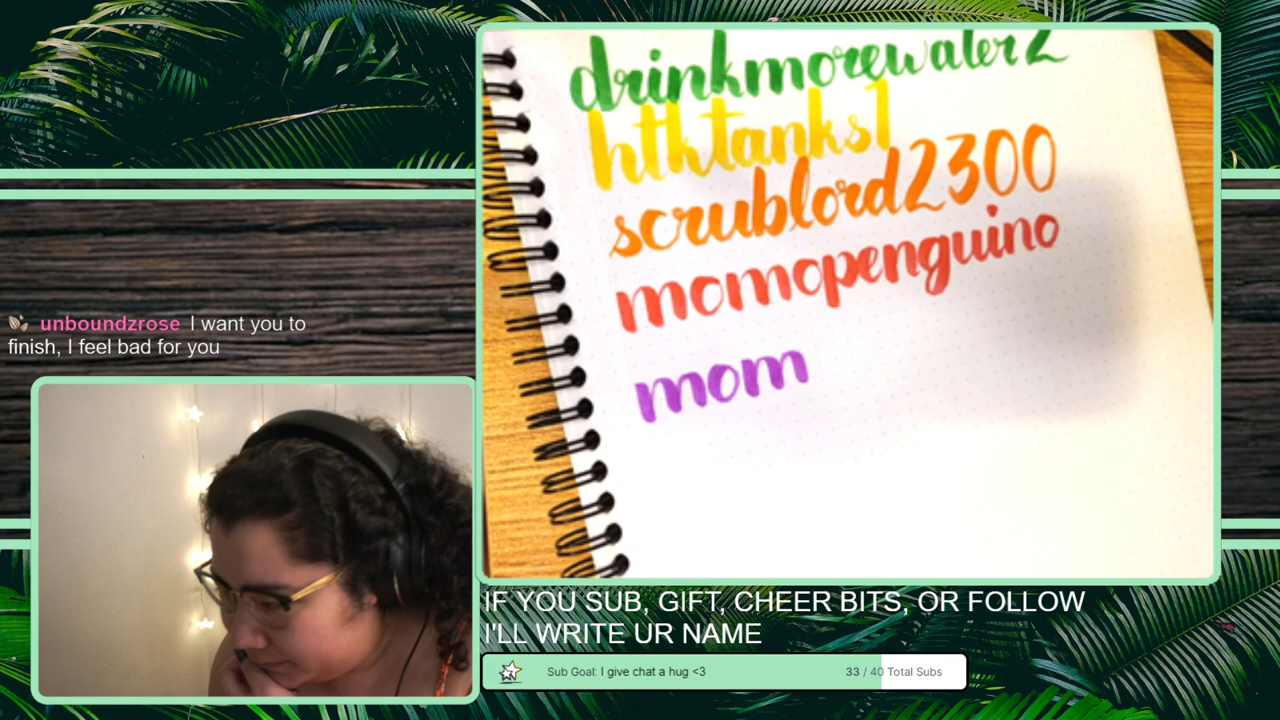 drinkmorewater2
htktanks1
scrublord2300
momopenguino
mom
unboundzrose I want you to
finish, I feel bad for you
IF YOU SUB, GIFT, CHEER BITS, OR FOLLOW
I'LL WRITE UR NAME
Sub Goal: I give chat a hug <3 33 / 40 Total Subs